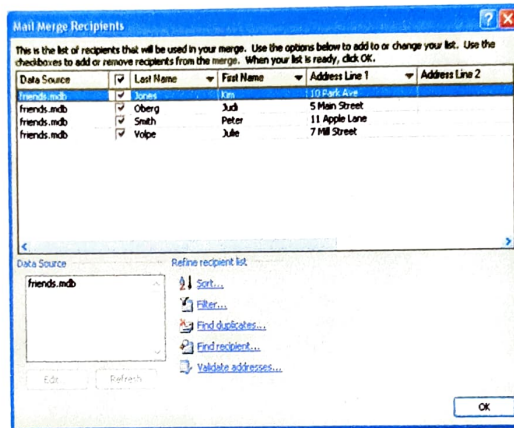 Mail Merge Recipients
This is the list of recipients that will be used in your merge. Use the options below to add to or change your list. Use the
checkboxes to add or remove recipients from the merge. When your list is ready, click OK.
Data Source Last Name First Name Address Line 1 Address Line 2
friends.mdb Jones Kim 10 Park Ave
friends.mdb Oberg Judi 5 Main Street
friends.mdb Smith Peter 11 Apple Lane
friends.mdb Volpe Julie 7 Mill Street
Data Source Refine recipient list
friends.mdb
Sort...
Filter...
Find duplicates...
Find recipient...
Validate addresses...
Edit... Refresh
OK